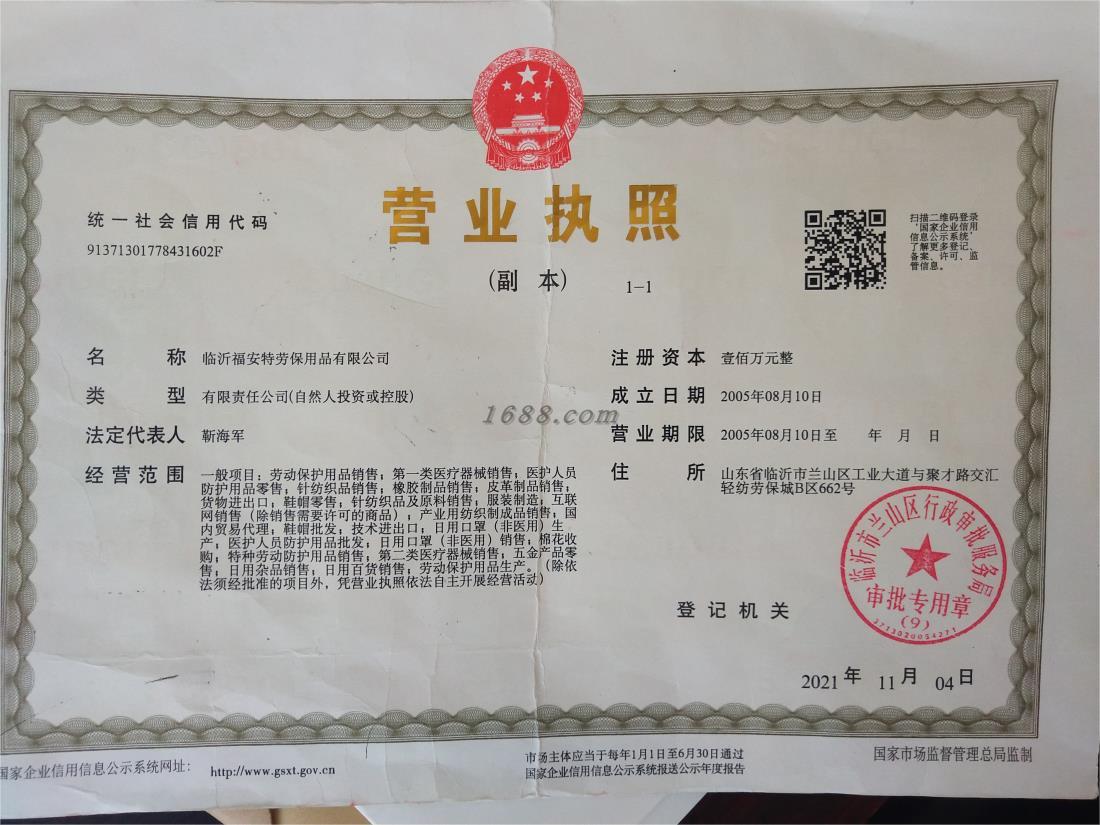 营业执照
(副 本)
1-1
统一社会信用代码
91371301778431602F
扫描二维码登录
‘国家企业信用
信息公示系统’
了解更多登记、
备案、许可、监
管信息。
名 称 临沂福安特劳保用品有限公司
类 型 有限责任公司(自然人投资或控股)
法定代表人 靳海军
经营范围 一般项目：劳动保护用品销售；第一类医疗器械销售；医护人员
防护用品零售；针纺织品销售；橡胶制品销售；皮革制品销售；
货物进出口；鞋帽零售；针纺织品及原料销售；服装制造；互联
网销售（除销售需要许可的商品）；产业用纺织制成品销售；国
内贸易代理；鞋帽批发；技术进出口；日用口罩（非医用）生
产；医护人员防护用品批发；日用口罩（非医用）销售；棉花收
购；特种劳动防护用品销售；第二类医疗器械销售；五金产品零
售；日用杂品销售；日用百货销售；劳动保护用品生产。（除依
法须经批准的项目外，凭营业执照依法自主开展经营活动）
注册资本 壹佰万元整
成立日期 2005年08月10日
营业期限 2005年08月10日至 年 月 日
住 所 山东省临沂市兰山区工业大道与聚才路交汇
轻纺劳保城B区662号
1688.com
登记机关
临沂市兰山区行政审批服务局
审批专用章
(9)
3713020054271
2021 年 11 月 04 日
国家企业信用信息公示系统网址： http://www.gsxt.gov.cn
市场主体应当于每年1月1日至6月30日通过
国家企业信用信息公示系统报送公示年度报告
国家市场监督管理总局监制